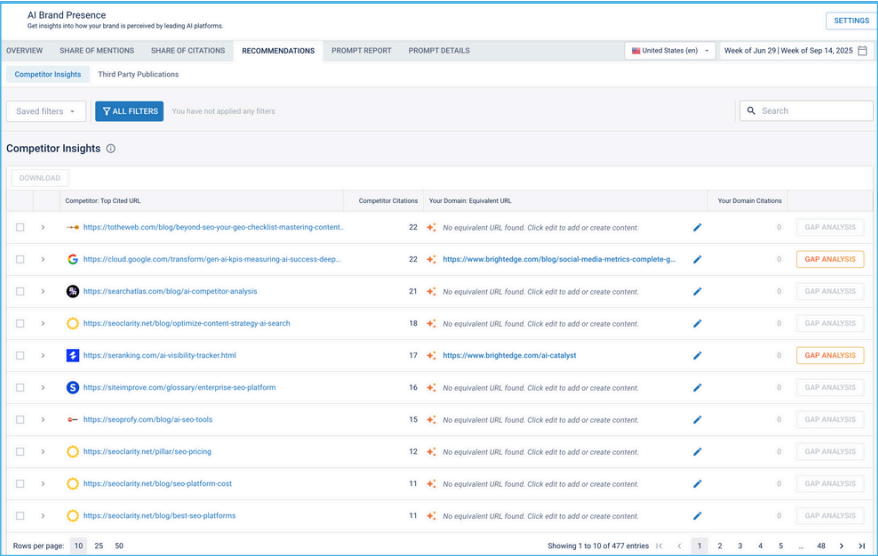 AI Brand Presence
Get insights into how your brand is perceived by leading AI platforms.
SETTINGS
OVERVIEW SHARE OF MENTIONS SHARE OF CITATIONS RECOMMENDATIONS PROMPT REPORT PROMPT DETAILS United States (en) Week of Jun 29 | Week of Sep 14, 2025
Competitor Insights Third Party Publications
Saved filters ALL FILTERS You have not applied any filters Search
Competitor Insights
DOWNLOAD
Competitor: Top Cited URL Competitor Citations Your Domain: Equivalent URL Your Domain Citations
https://totheweb.com/blog/beyond-seo-your-geo-checklist-mastering-content... 22 No equivalent URL found. Click edit to add or create content. 0 GAP ANALYSIS
https://cloud.google.com/transform/gen-ai-kpis-measuring-ai-success-deep... 22 https://www.brightedge.com/blog/social-media-metrics-complete-g... 0 GAP ANALYSIS
https://searchatlas.com/blog/ai-competitor-analysis 21 No equivalent URL found. Click edit to add or create content. 0 GAP ANALYSIS
https://seoclarity.net/blog/optimize-content-strategy-ai-search 18 No equivalent URL found. Click edit to add or create content. 0 GAP ANALYSIS
https://seranking.com/ai-visibility-tracker.html 17 https://www.brightedge.com/ai-catalyst 0 GAP ANALYSIS
https://siteimprove.com/glossary/enterprise-seo-platform 16 No equivalent URL found. Click edit to add or create content. 0 GAP ANALYSIS
https://seoprofy.com/blog/ai-seo-tools 15 No equivalent URL found. Click edit to add or create content. 0 GAP ANALYSIS
https://seoclarity.net/pillar/seo-pricing 12 No equivalent URL found. Click edit to add or create content. 0 GAP ANALYSIS
https://seoclarity.net/blog/seo-platform-cost 11 No equivalent URL found. Click edit to add or create content. 0 GAP ANALYSIS
https://seoclarity.net/blog/best-seo-platforms 11 No equivalent URL found. Click edit to add or create content. 0 GAP ANALYSIS
Rows per page: 10 25 50 Showing 1 to 10 of 477 entries 1 2 3 4 5 ... 48